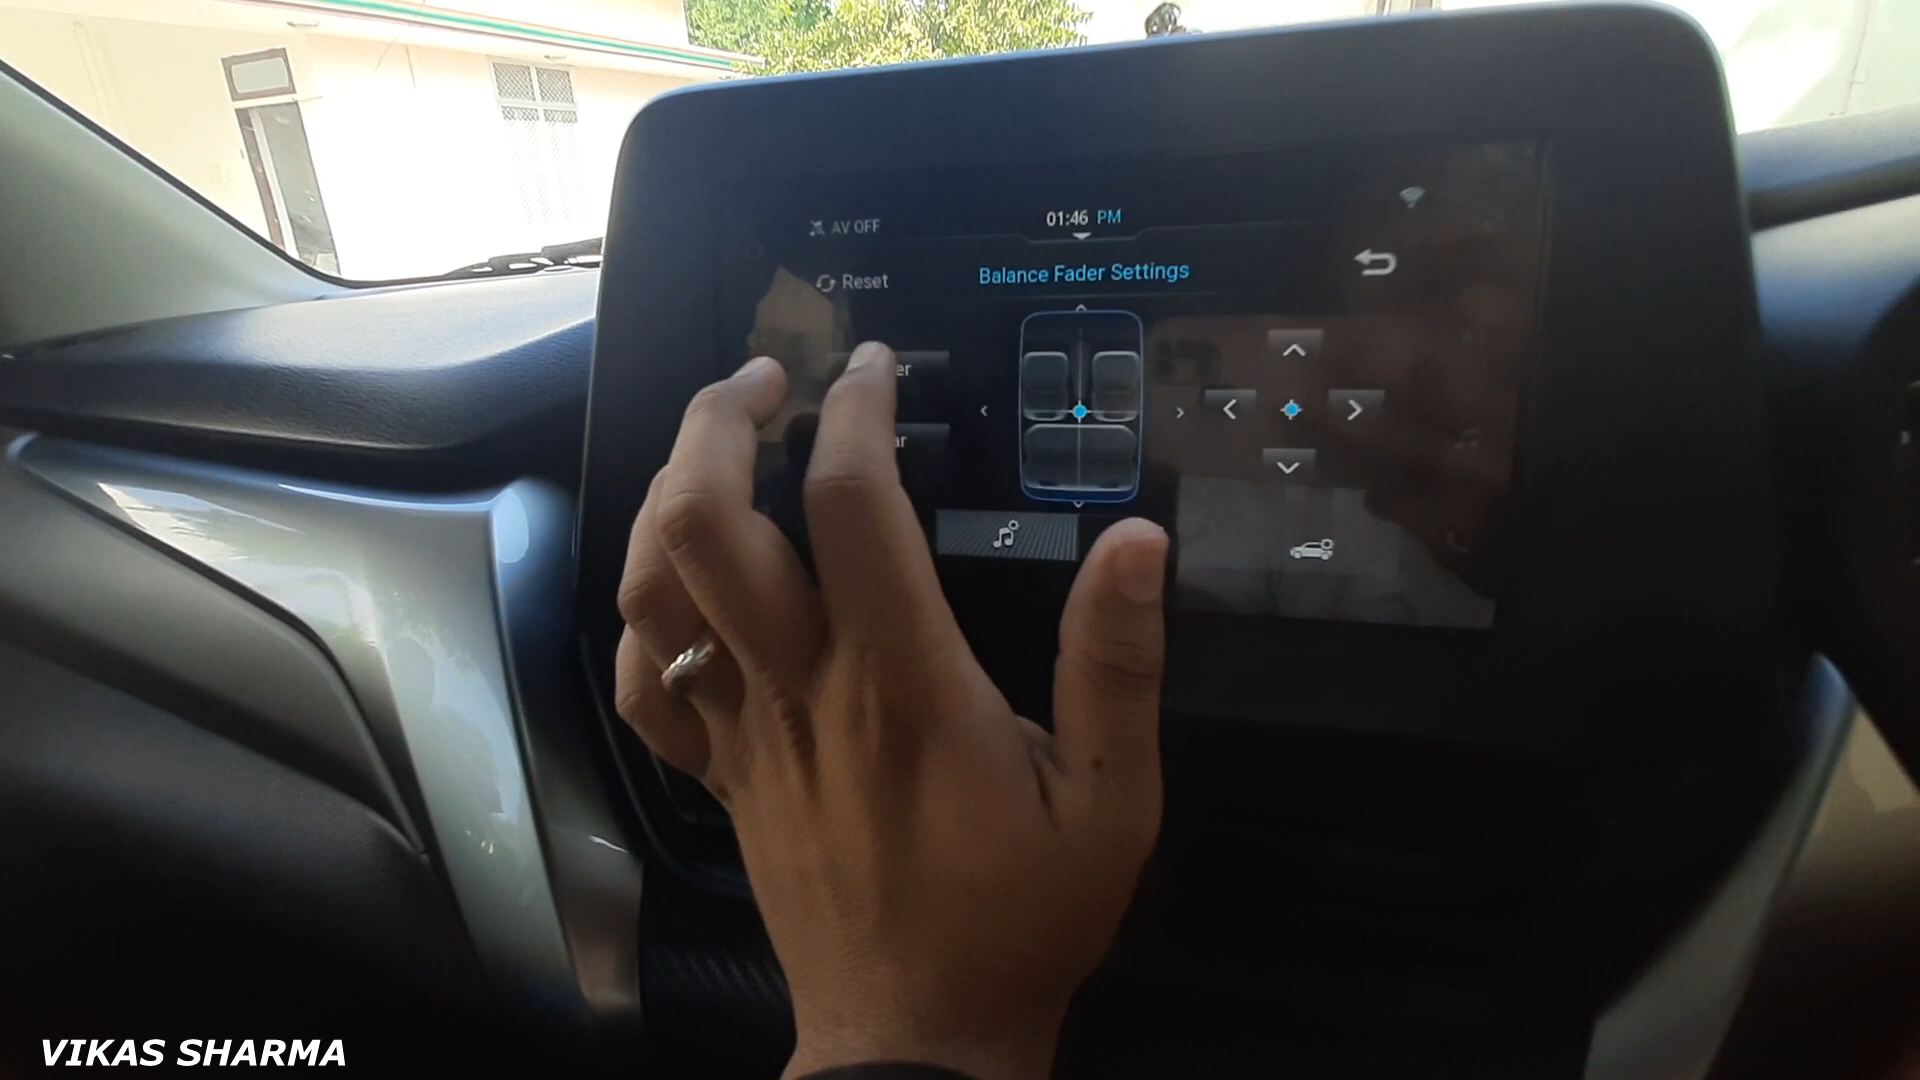 AV OFF
01:46 PM
Reset
Balance Fader Settings
VIKAS SHARMA